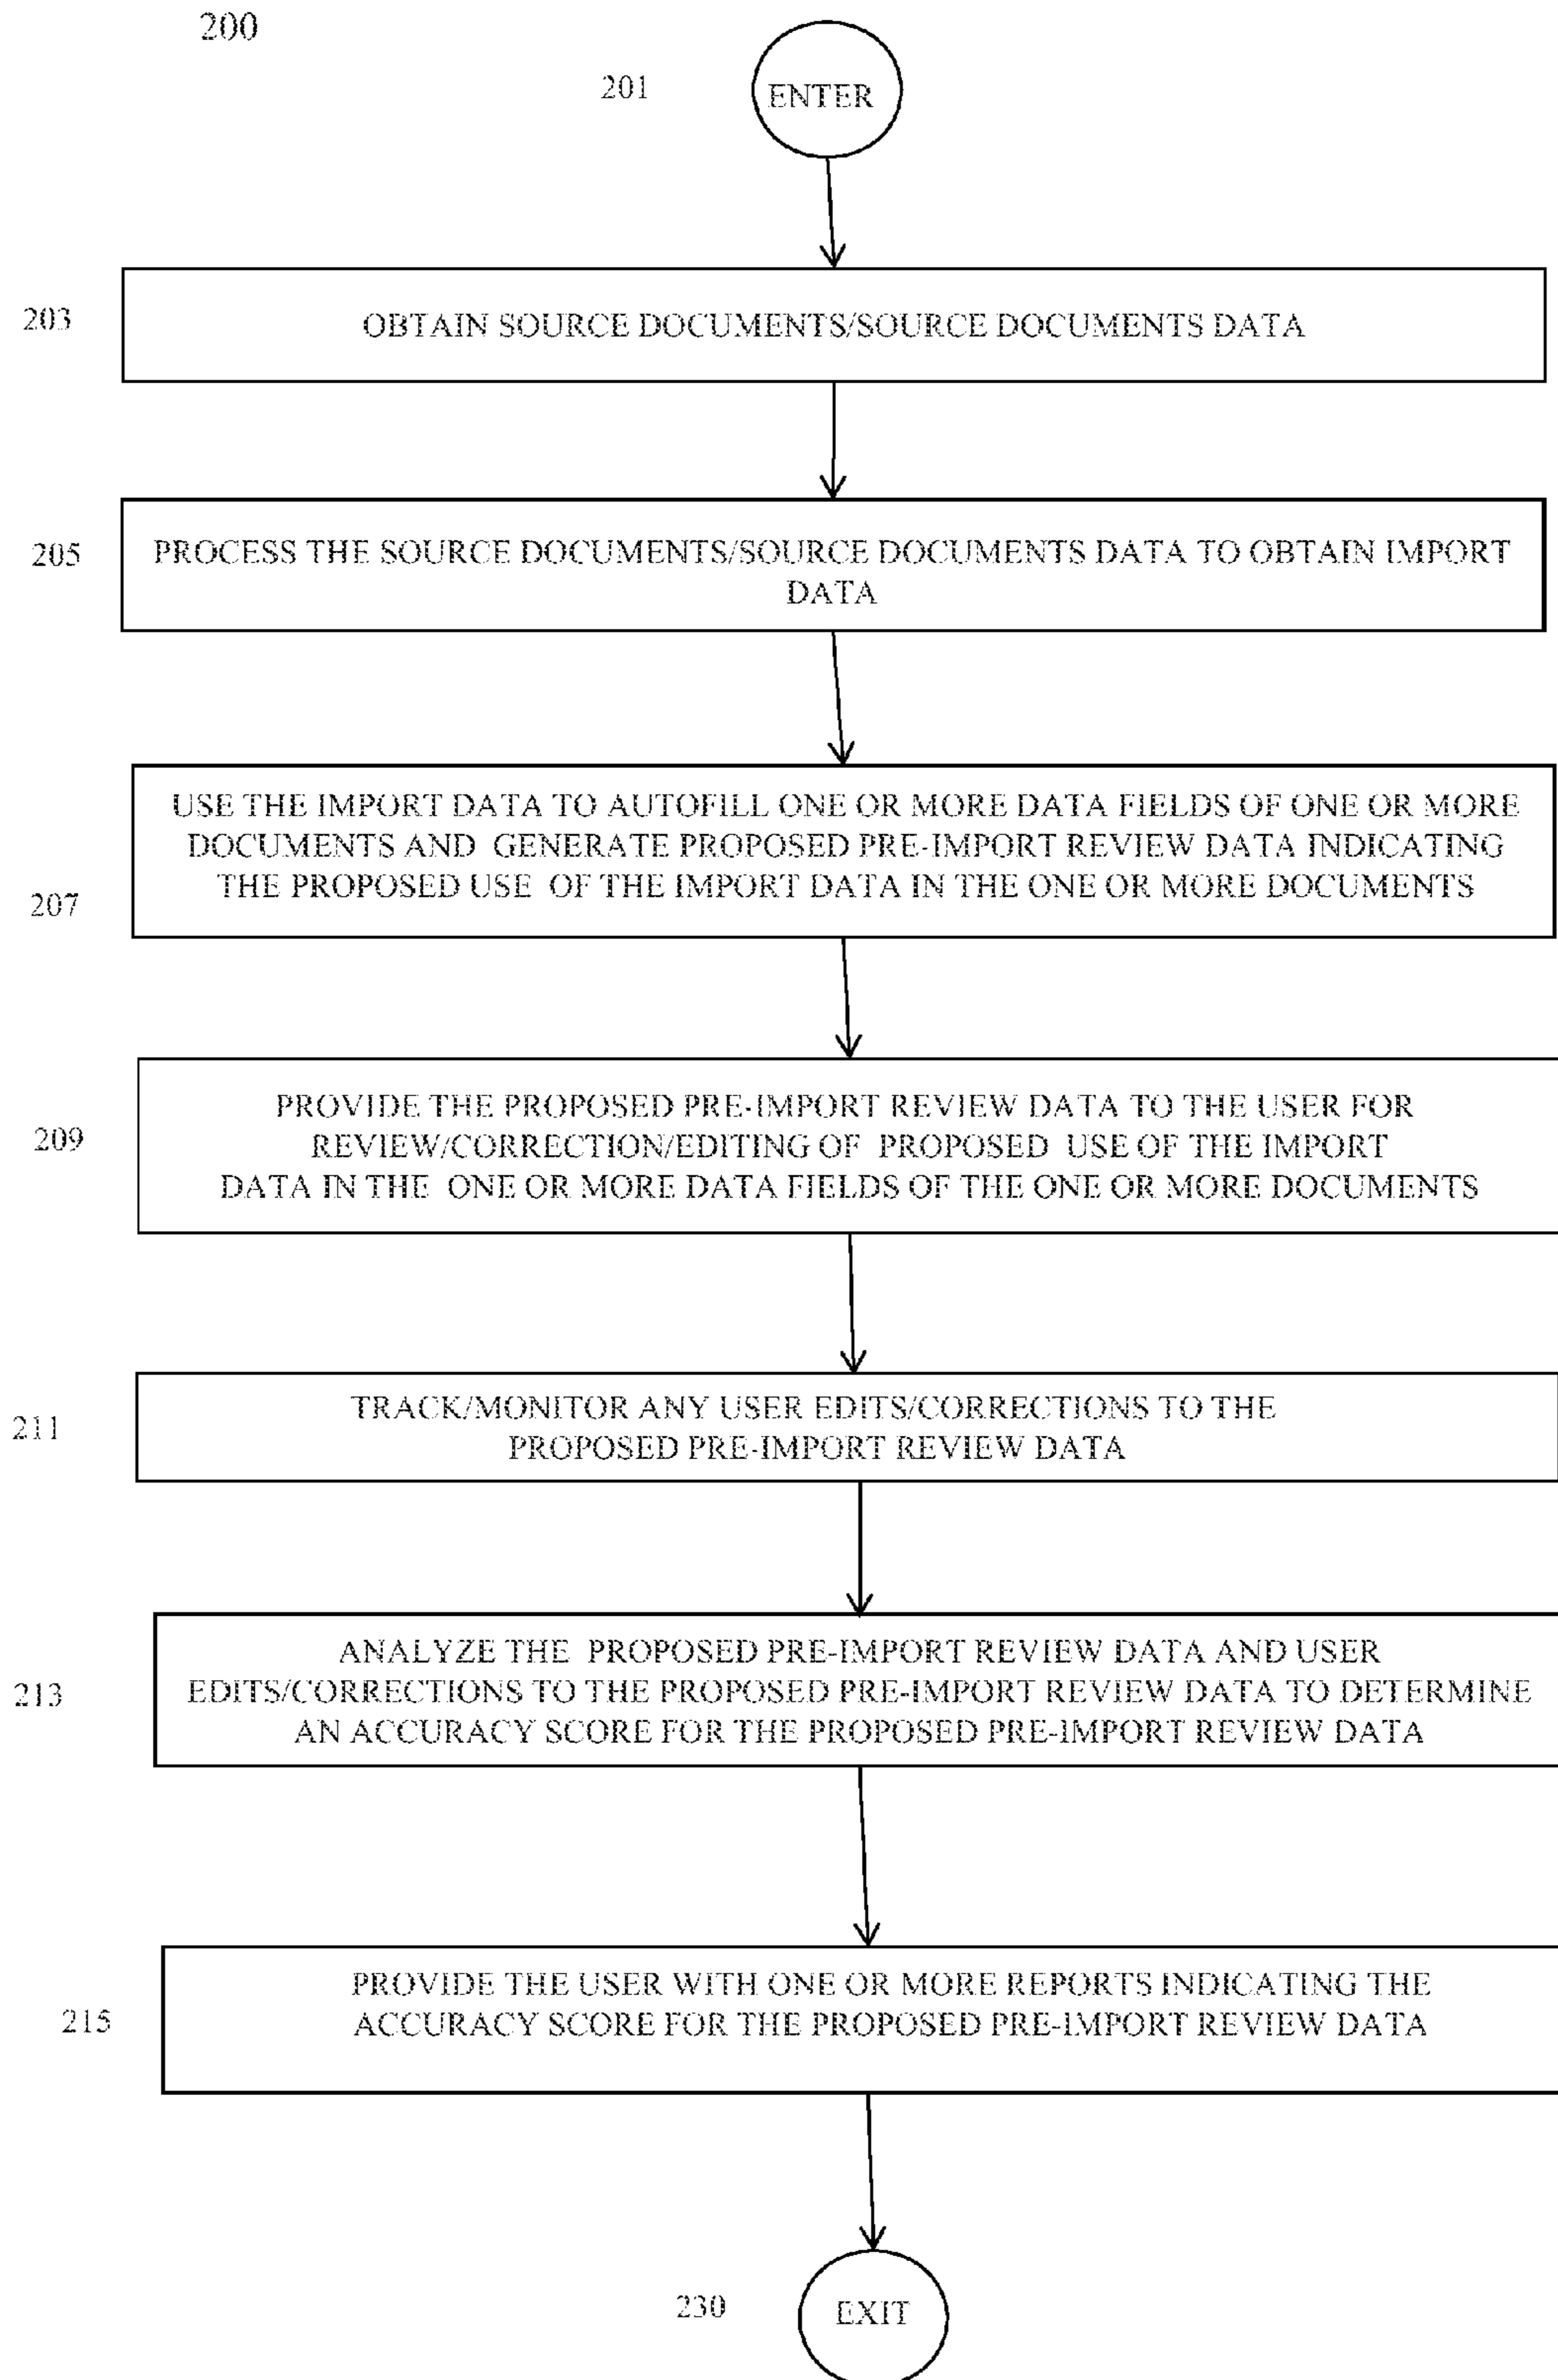 200
201
ENTER
203
OBTAIN SOURCE DOCUMENTS/SOURCE DOCUMENTS DATA
205
PROCESS THE SOURCE DOCUMENTS/SOURCE DOCUMENTS DATA TO OBTAIN IMPORT
DATA
207
USE THE IMPORT DATA TO AUTOFILL ONE OR MORE DATA FIELDS OF ONE OR MORE
DOCUMENTS AND GENERATE PROPOSED PRE-IMPORT REVIEW DATA INDICATING
THE PROPOSED USE OF THE IMPORT DATA IN THE ONE OR MORE DOCUMENTS
209
PROVIDE THE PROPOSED PRE-IMPORT REVIEW DATA TO THE USER FOR
REVIEW/CORRECTION/EDITING OF PROPOSED USE OF THE IMPORT
DATA IN THE ONE OR MORE DATA FIELDS OF THE ONE OR MORE DOCUMENTS
211
TRACK/MONITOR ANY USER EDITS/CORRECTIONS TO THE
PROPOSED PRE-IMPORT REVIEW DATA
213
ANALYZE THE PROPOSED PRE-IMPORT REVIEW DATA AND USER
EDITS/CORRECTIONS TO THE PROPOSED PRE-IMPORT REVIEW DATA TO DETERMINE
AN ACCURACY SCORE FOR THE PROPOSED PRE-IMPORT REVIEW DATA
215
PROVIDE THE USER WITH ONE OR MORE REPORTS INDICATING THE
ACCURACY SCORE FOR THE PROPOSED PRE-IMPORT REVIEW DATA
230
EXIT